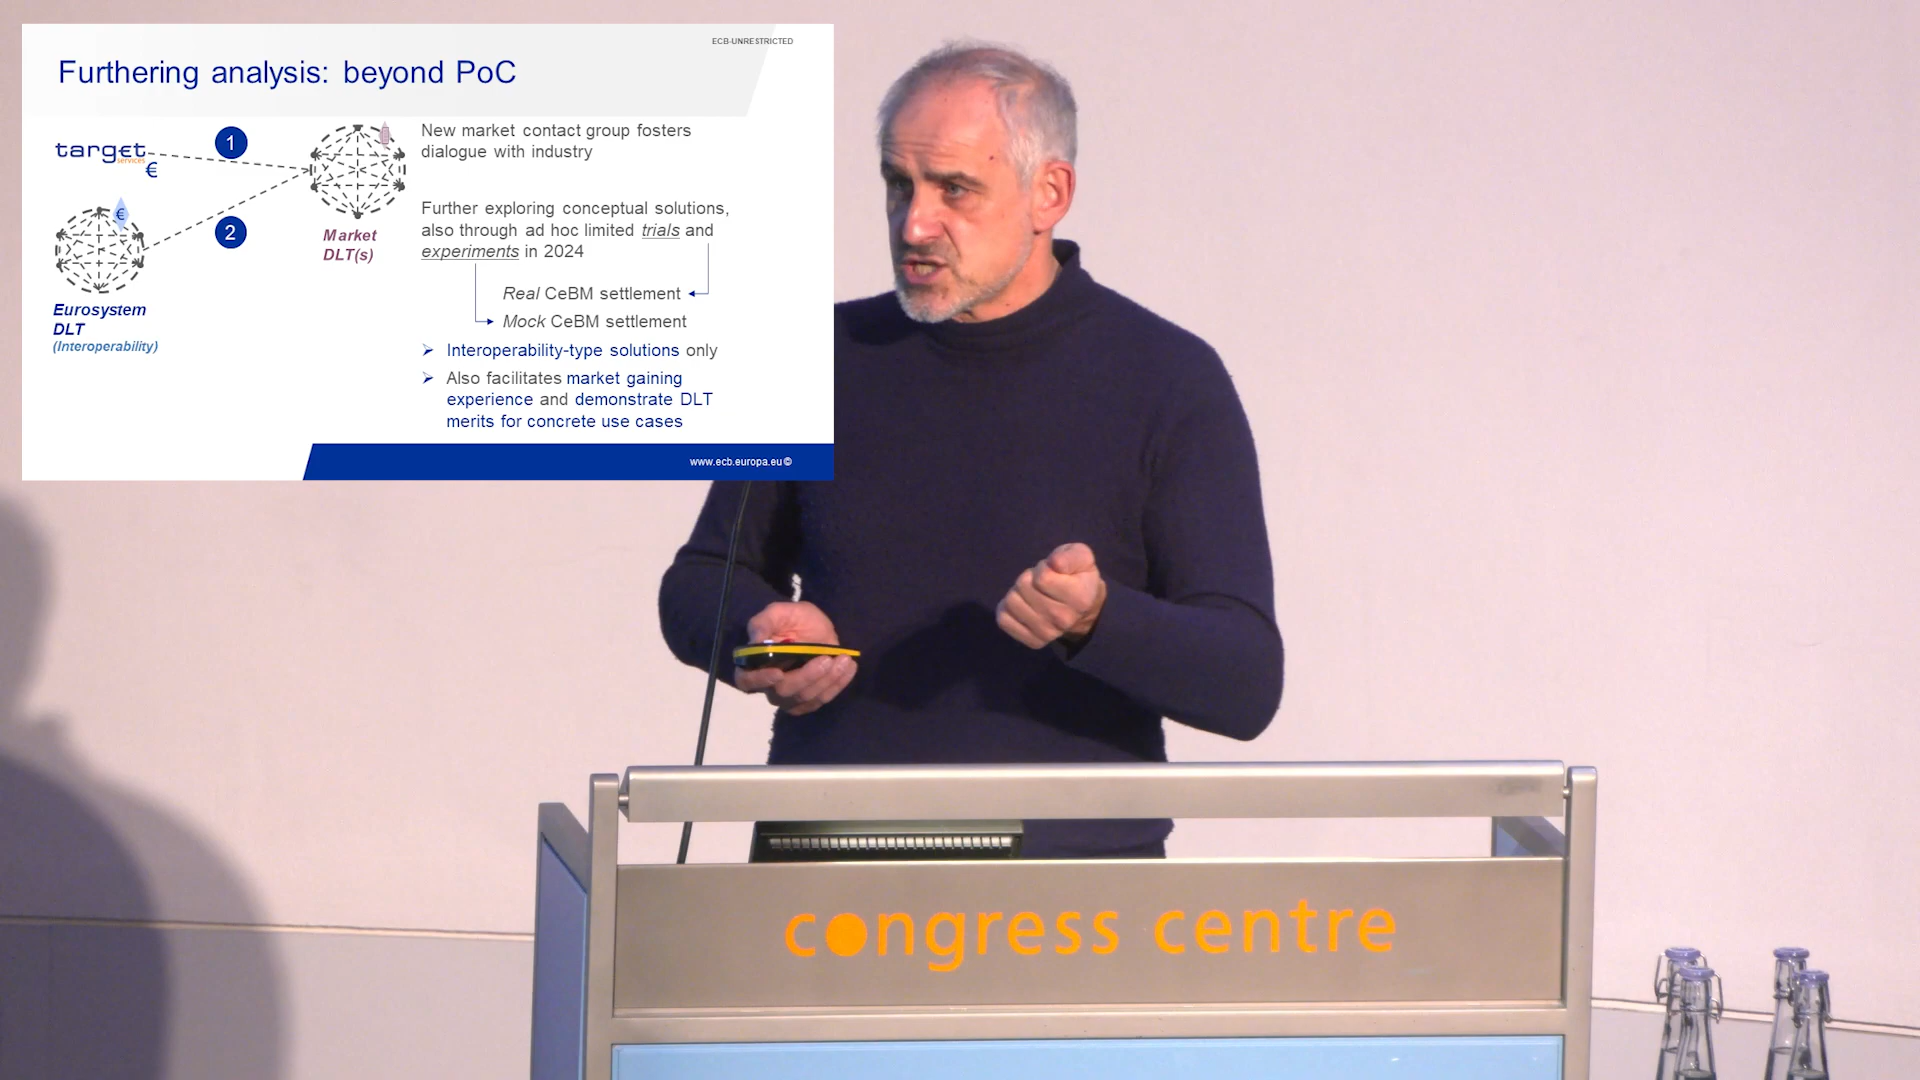 ECB-UNRESTRICTED
Furthering analysis: beyond PoC
target
services
€
1
2
€
Eurosystem
DLT
(Interoperability)
Market
DLT(s)
New market contact group fosters
dialogue with industry
Further exploring conceptual solutions,
also through ad hoc limited trials and
experiments in 2024
Real CeBM settlement
Mock CeBM settlement
Interoperability-type solutions only
Also facilitates market gaining
experience and demonstrate DLT
merits for concrete use cases
www.ecb.europa.eu ©
congress centre